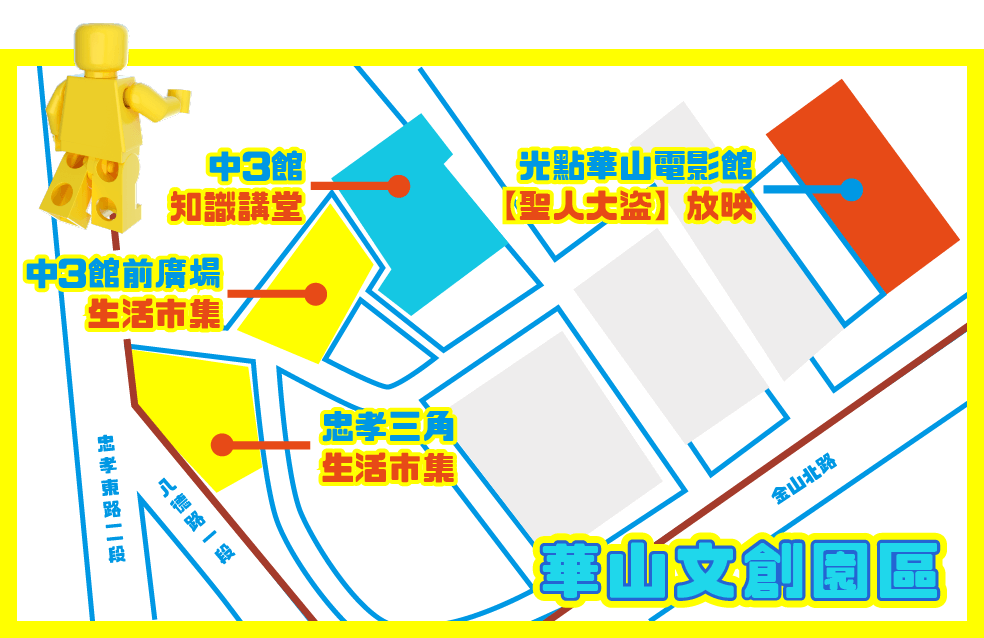 中3館
知識講堂
光點華山電影館
【聖人大盜】放映
中3館前廣場
生活市集
忠孝三角
生活市集
忠孝東路二段
八德路一段
金山北路
華山文創園區